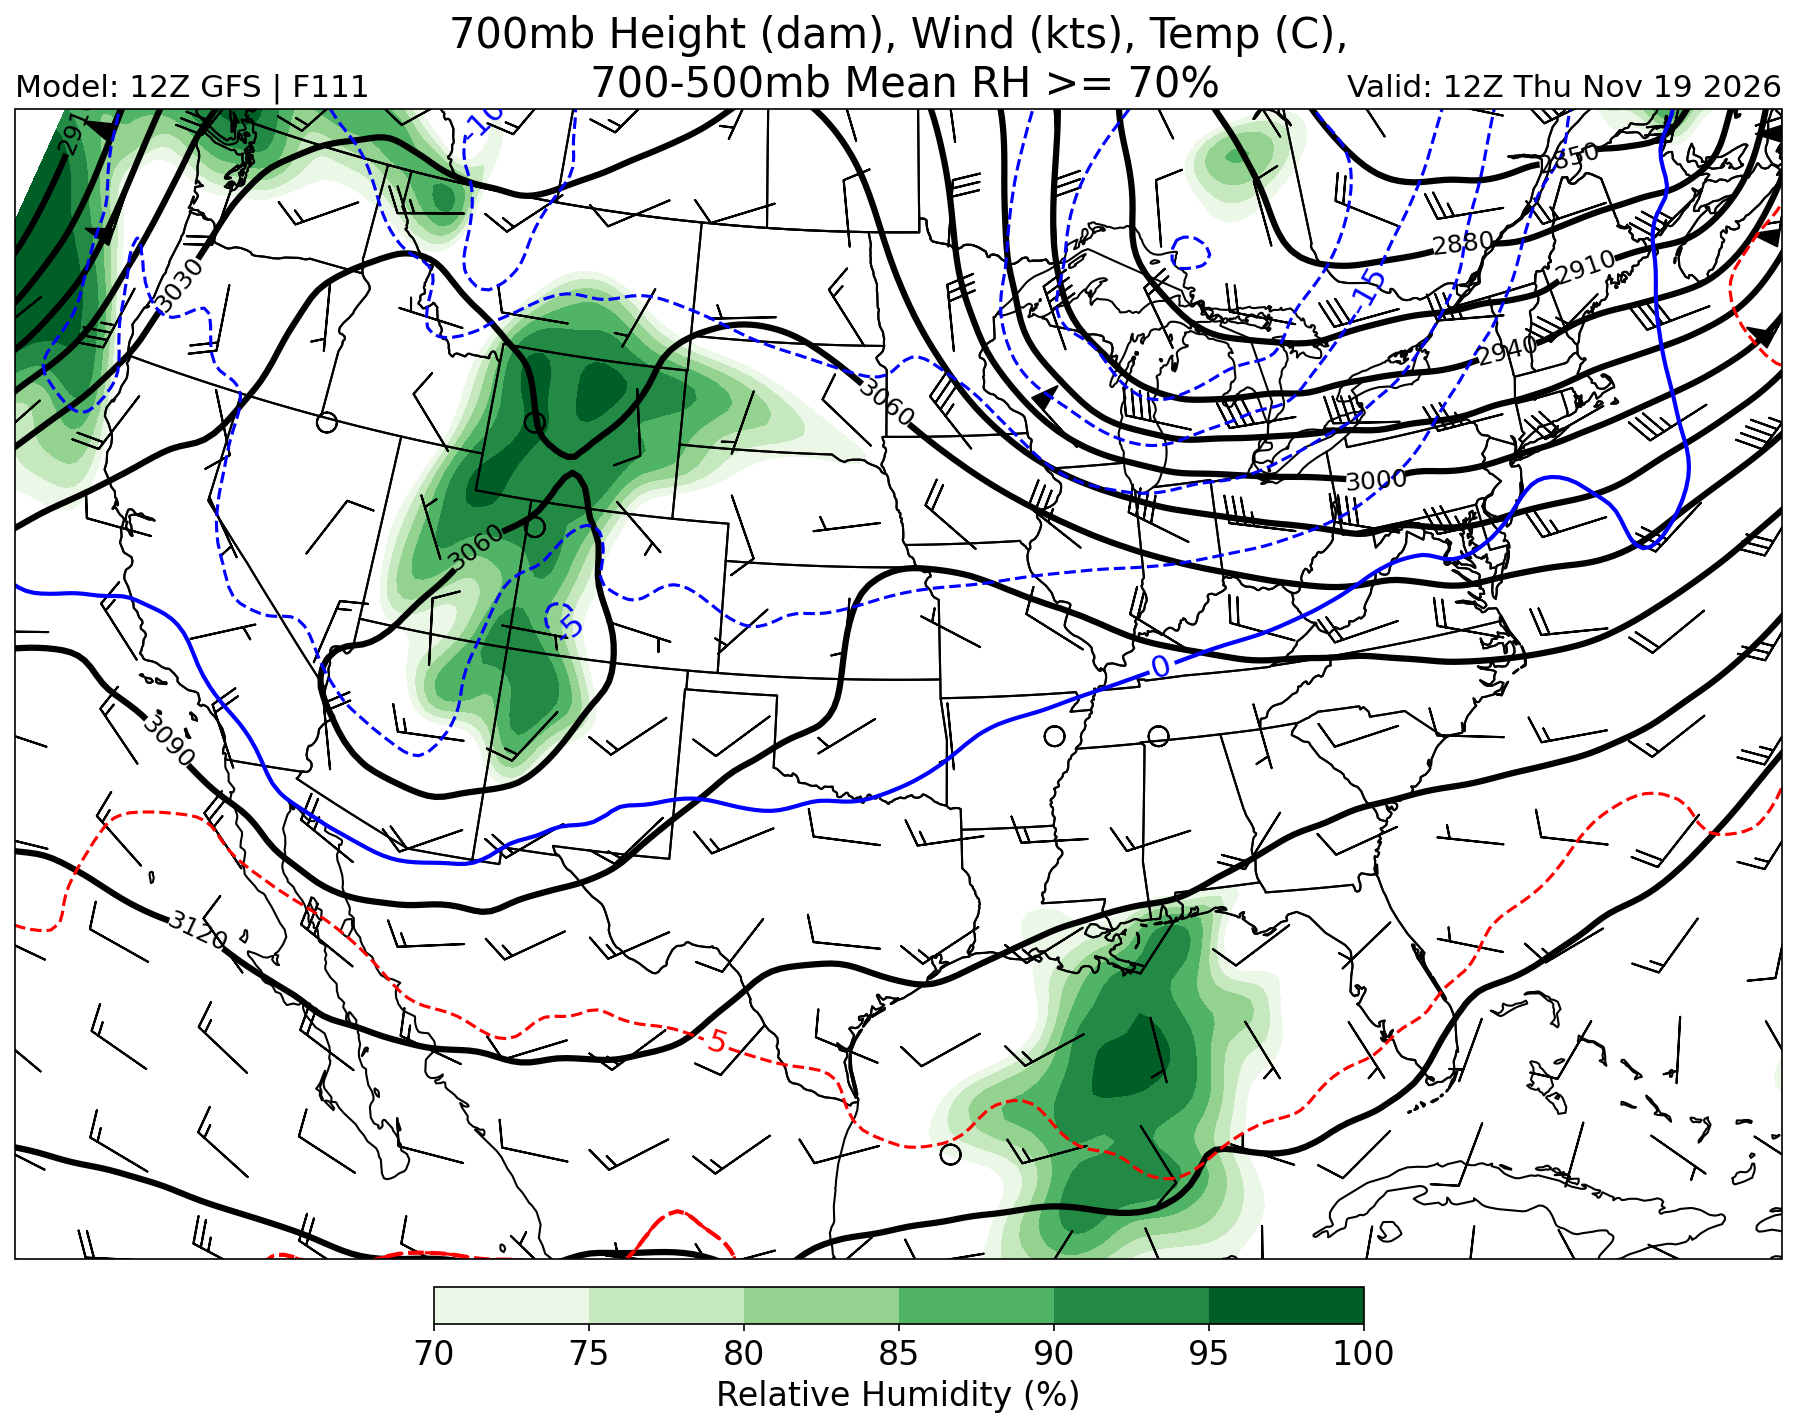 700mb Height (dam), Wind (kts), Temp (C),
700-500mb Mean RH >= 70%
Model: 12Z GFS | F111
Valid: 12Z Thu Nov 19 2026
291
-10
2850
2880
2910
-15
3030
2940
3060
3000
3060
-5
0
3090
3120
5
70 75 80 85 90 95 100
Relative Humidity (%)